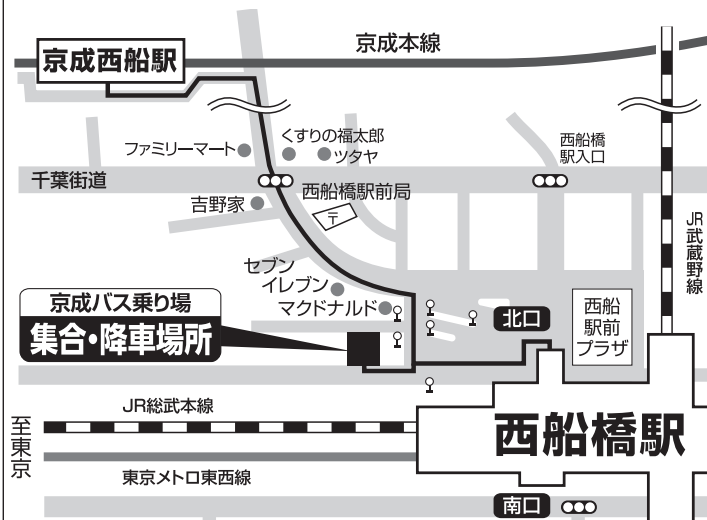 京成本線
京成西船駅
くすりの福太郎
ファミリーマート
ツタヤ
西船橋
駅入口
千葉街道
西船橋駅前局
〒
吉野家
JR武蔵野線
セブン
イレブン
マクドナルド
京成バス乗り場
集合・降車場所
北口
西船
駅前
プラザ
JR総武本線
至東京
西船橋駅
東京メトロ東西線
南口